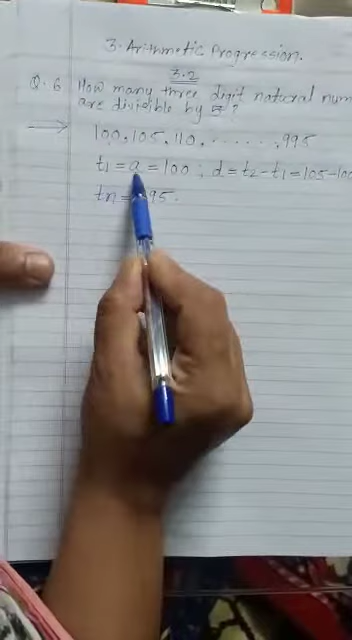 3. Arithmetic Progression.
3.2
Q.6 How many three digit natural num
are divisible by 5?
100, 105, 110, . . . . . . , 995
t1 = a = 100 ; d = t2 - t1 = 105 - 100
tn = 995.